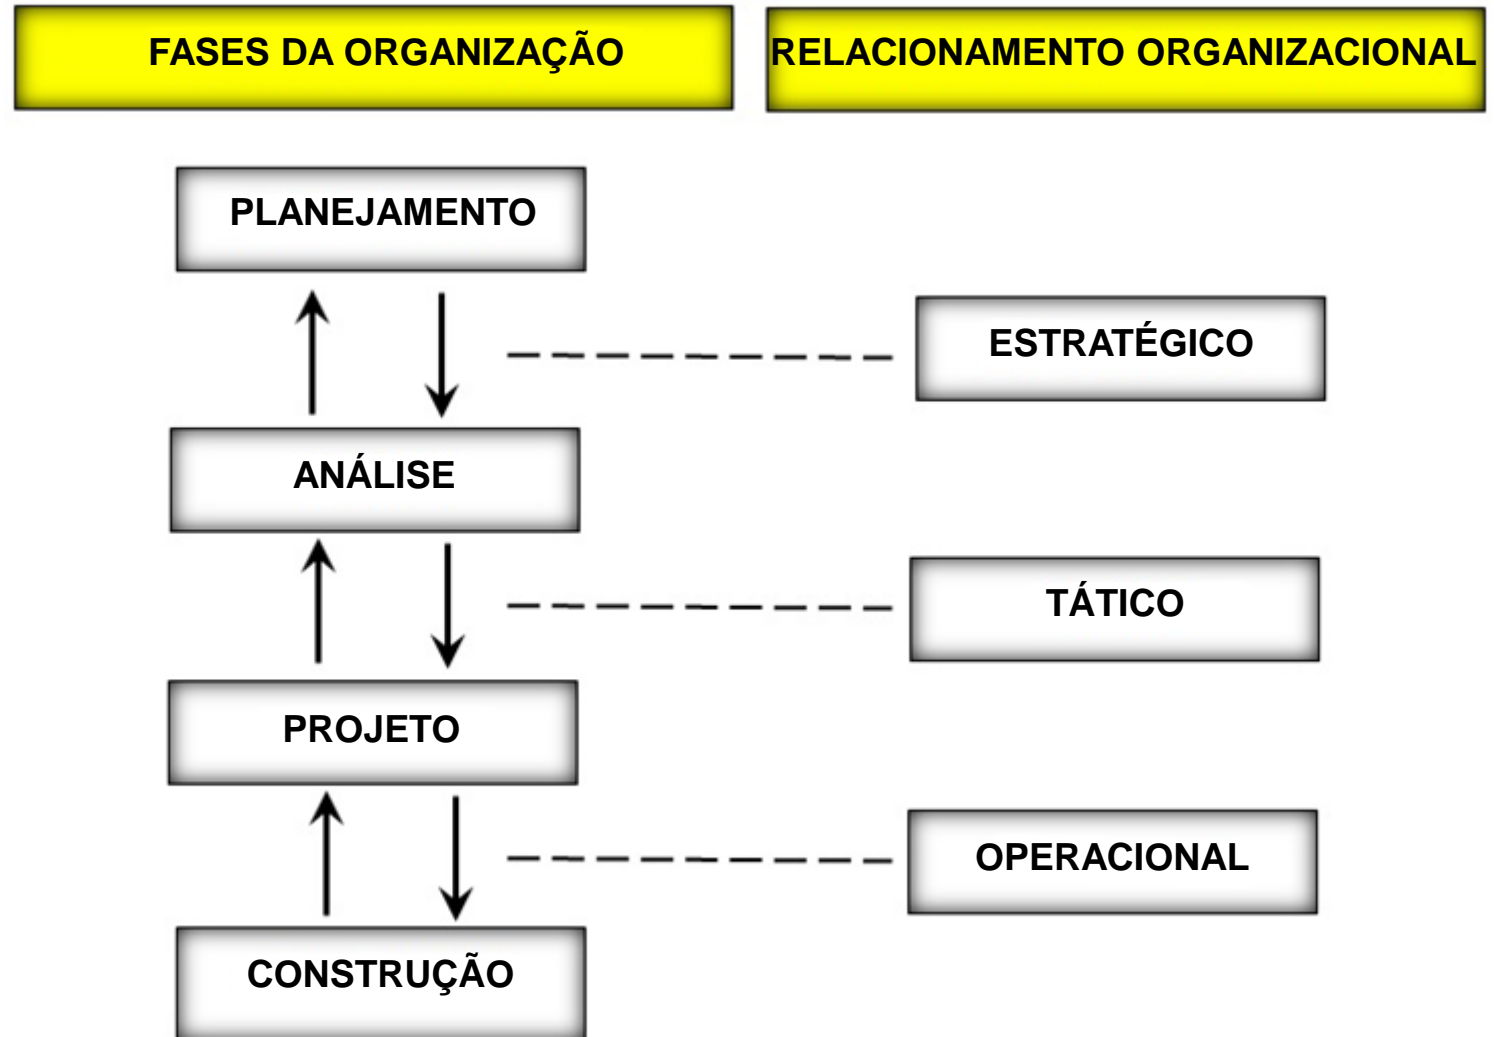 FASES DA ORGANIZAÇÃO
RELACIONAMENTO ORGANIZACIONAL
PLANEJAMENTO
ESTRATÉGICO
ANÁLISE
TÁTICO
PROJETO
OPERACIONAL
CONSTRUÇÃO